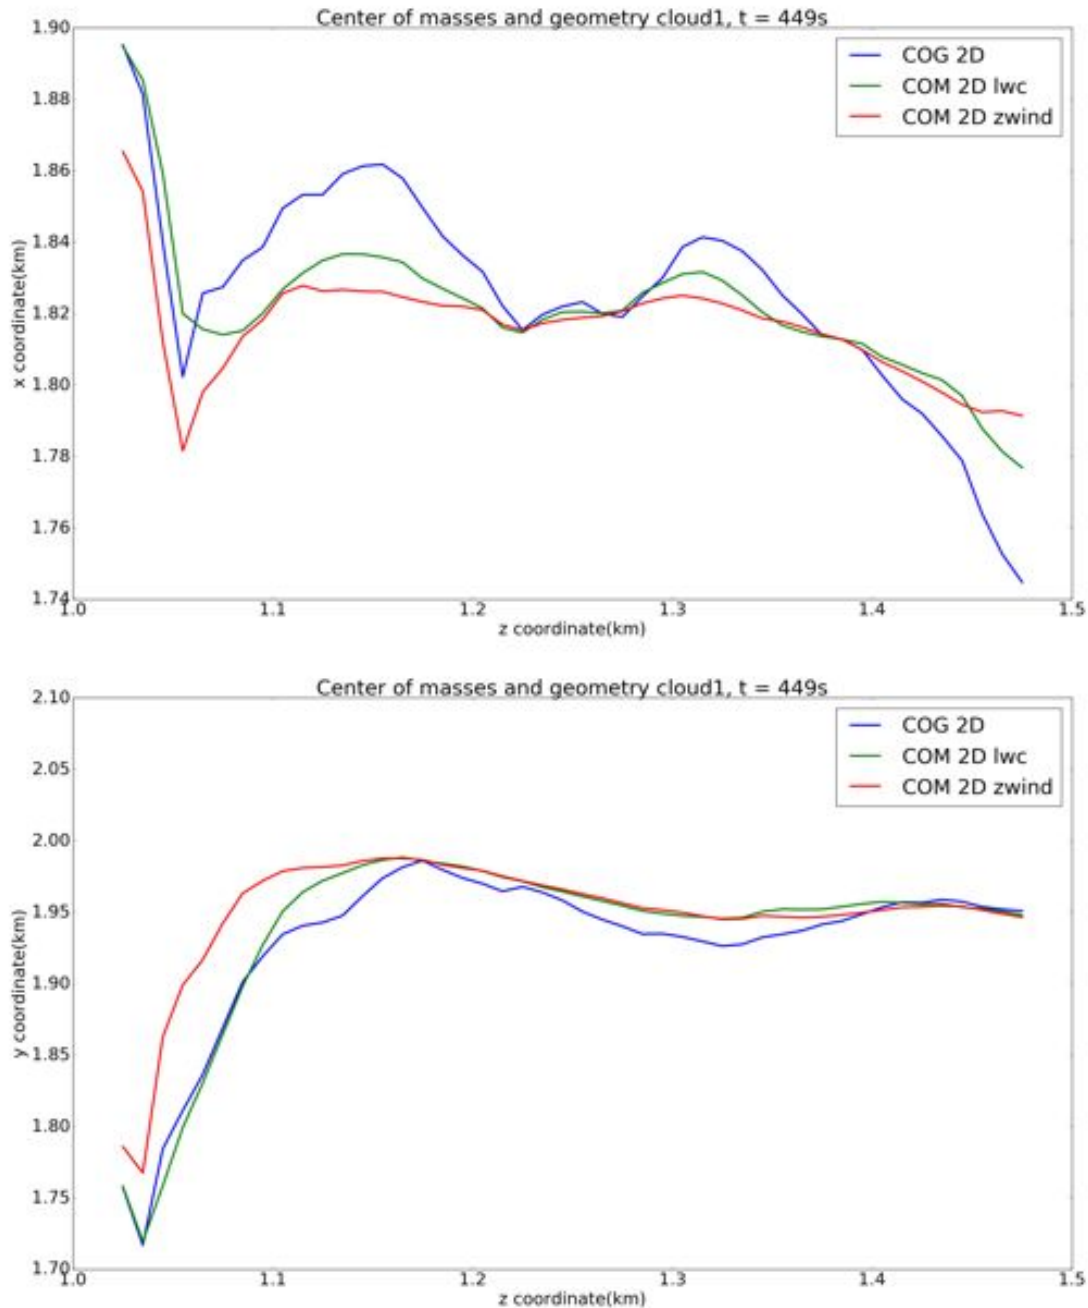 Center of masses and geometry cloud1, t = 449s
COG 2D
COM 2D lwc
COM 2D zwind
1.90
1.88
1.86
1.84
1.82
1.80
1.78
1.76
1.74
x coordinate(km)
1.0 1.1 1.2 1.3 1.4 1.5
z coordinate(km)
Center of masses and geometry cloud1, t = 449s
COG 2D
COM 2D lwc
COM 2D zwind
2.10
2.05
2.00
1.95
1.90
1.85
1.80
1.75
1.70
y coordinate(km)
1.0 1.1 1.2 1.3 1.4 1.5
z coordinate(km)